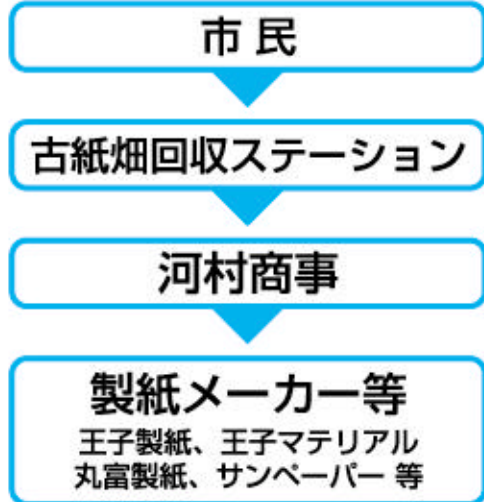 市 民
古紙畑回収ステーション
河村商事
製紙メーカー等
王子製紙、王子マテリアル
丸富製紙、サンペーパー 等